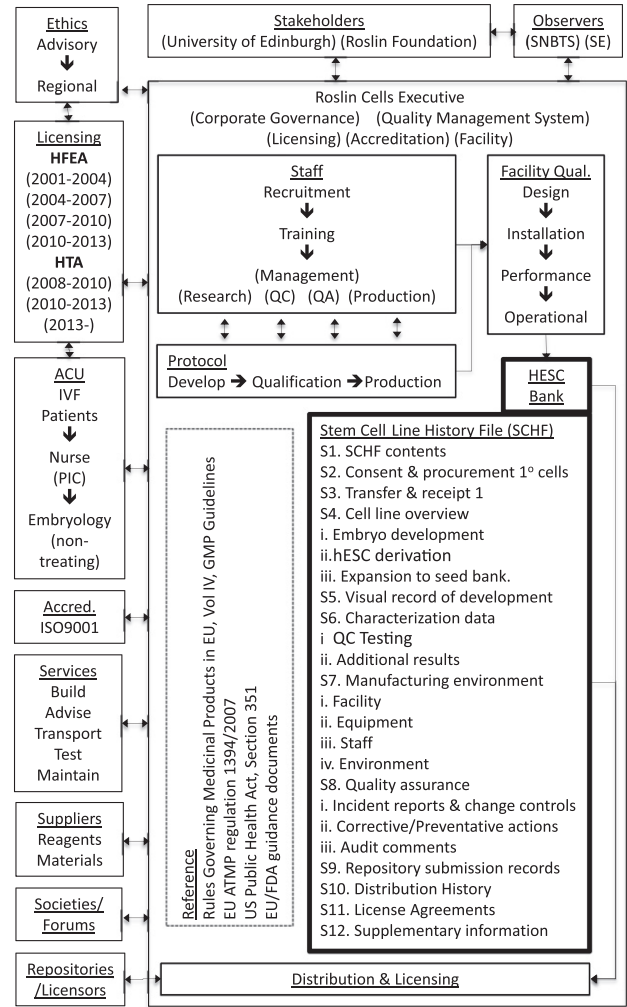 Ethics
Advisory
Regional
Stakeholders
(University of Edinburgh) (Roslin Foundation)
Observers
(SNBTS) (SE)
Licensing
HFEA
(2001-2004)
(2004-2007)
(2007-2010)
(2010-2013)
HTA
(2008-2010)
(2010-2013)
(2013-)
ACU
IVF
Patients
Nurse
(PIC)
Embryology
(non-
treating)
Accred.
ISO9001
Services
Build
Advise
Transport
Test
Maintain
Suppliers
Reagents
Materials
Societies/
Forums
Repositories
/Licensors
Roslin Cells Executive
(Corporate Governance) (Quality Management System)
(Licensing) (Accreditation) (Facility)
Staff
Recruitment
Training
(Management)
(Research) (QC) (QA) (Production)
Protocol
Develop Qualification Production
Facility Qual.
Design
Installation
Performance
Operational
HESC
Bank
Reference
Rules Governing Medicinal Products in EU, Vol IV, GMP Guidelines
EU ATMP regulation 1394/2007
US Public Health Act, Section 351
EU/FDA guidance documents
Stem Cell Line History File (SCHF)
S1. SCHF contents
S2. Consent & procurement 1º cells
S3. Transfer & receipt 1
S4. Cell line overview
i. Embryo development
ii.hESC derivation
iii. Expansion to seed bank.
S5. Visual record of development
S6. Characterization data
i QC Testing
ii. Additional results
S7. Manufacturing environment
i. Facility
ii. Equipment
iii. Staff
iv. Environment
S8. Quality assurance
i. Incident reports & change controls
ii. Corrective/Preventative actions
iii. Audit comments
S9. Repository submission records
S10. Distribution History
S11. License Agreements
S12. Supplementary information
Distribution & Licensing